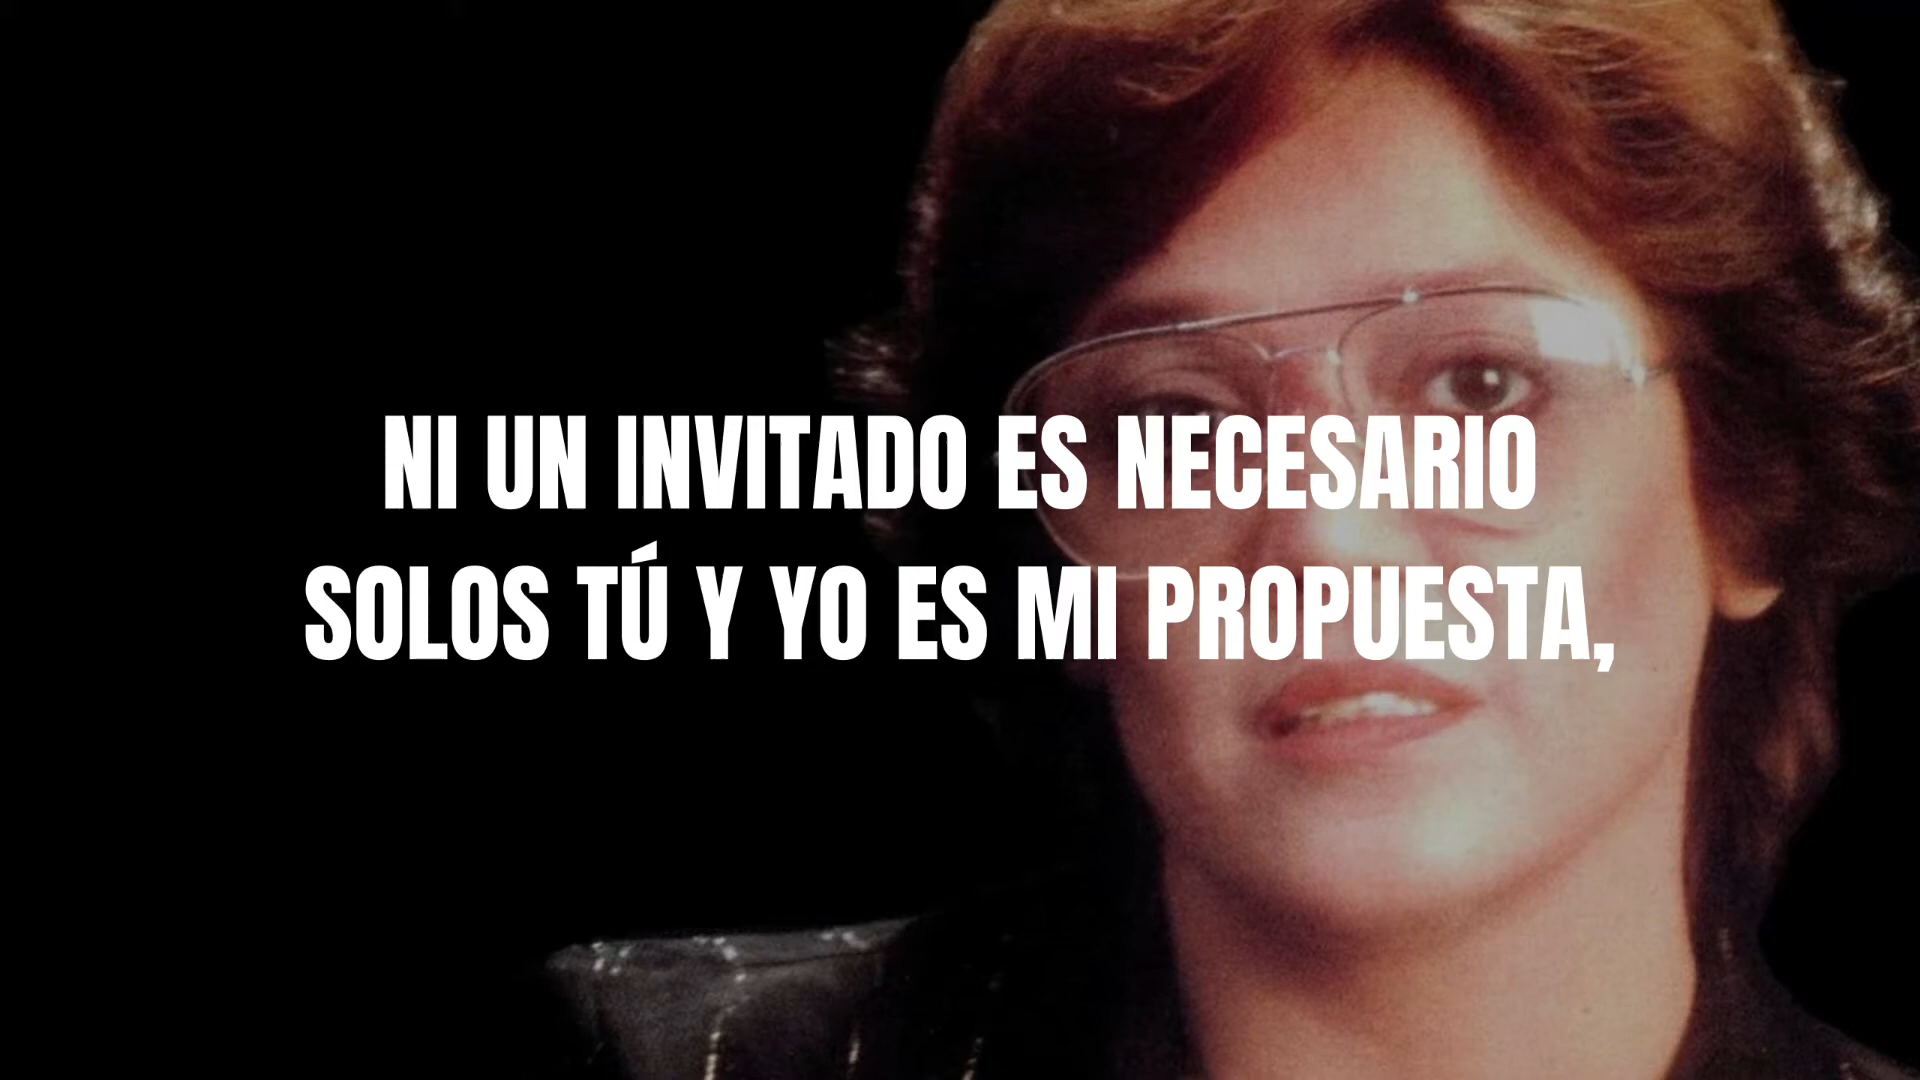 NI UN INVITADO ES NECESARIO
SOLOS TÚ Y YO ES MI PROPUESTA,